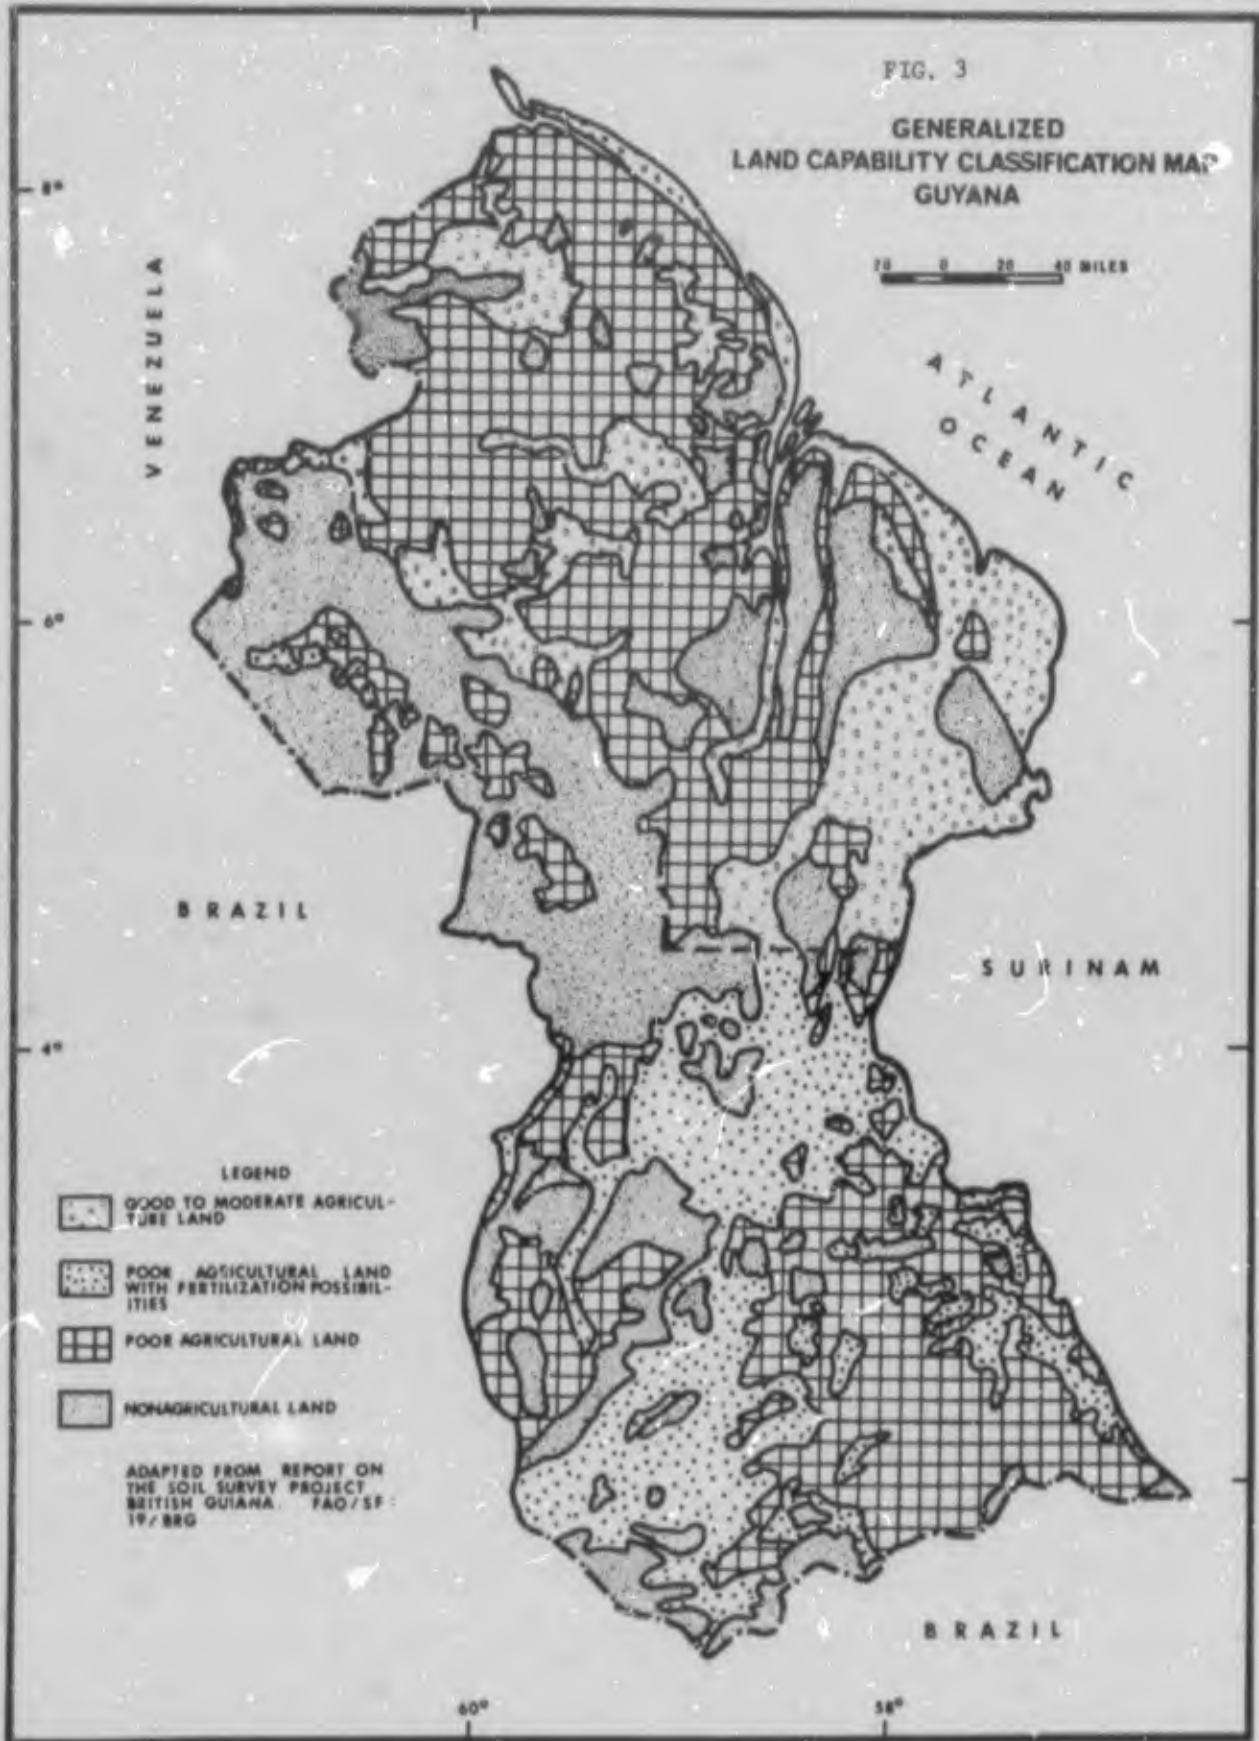 FIG. 3
GENERALIZED
LAND CAPABILITY CLASSIFICATION MAP
GUYANA
20 0 20 40 MILES
8°
VENEZUELA
ATLANTIC
OCEAN
6°
BRAZIL
SURINAM
4°
LEGEND
GOOD TO MODERATE AGRICUL-
TURE LAND
POOR AGRICULTURAL LAND
WITH FERTILIZATION POSSIBIL-
ITIES
POOR AGRICULTURAL LAND
NONAGRICULTURAL LAND
ADAPTED FROM REPORT ON
THE SOIL SURVEY PROJECT
BRITISH GUIANA. FAO/SF:
19/BRG
BRAZIL
60°
58°